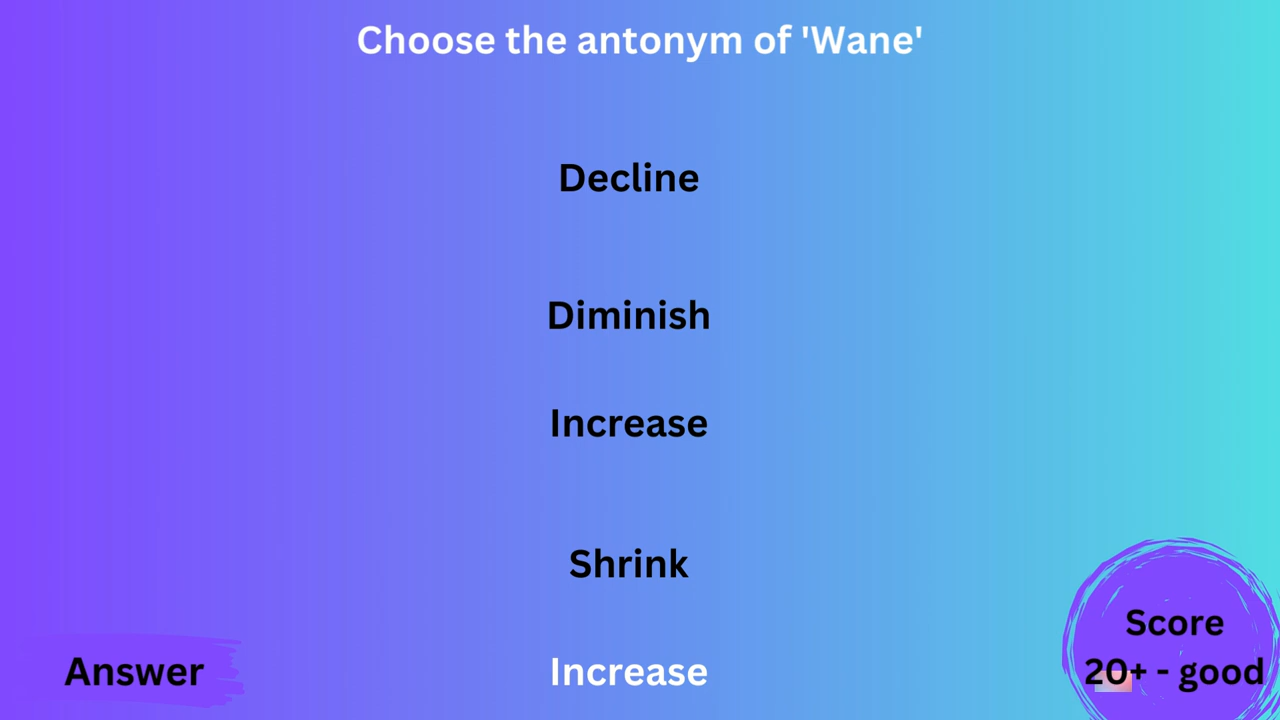 Choose the antonym of 'Wane'
Decline
Diminish
Increase
Shrink
Answer
Increase
Score
20+ - good